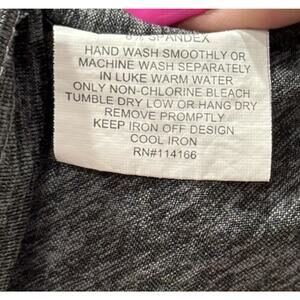 SPANDEX
HAND WASH SMOOTHLY OR
MACHINE WASH SEPARATELY
IN LUKE WARM WATER
ONLY NON-CHLORINE BLEACH
TUMBLE DRY LOW OR HANG DRY
REMOVE PROMPTLY
KEEP IRON OFF DESIGN
COOL IRON
RN#114166